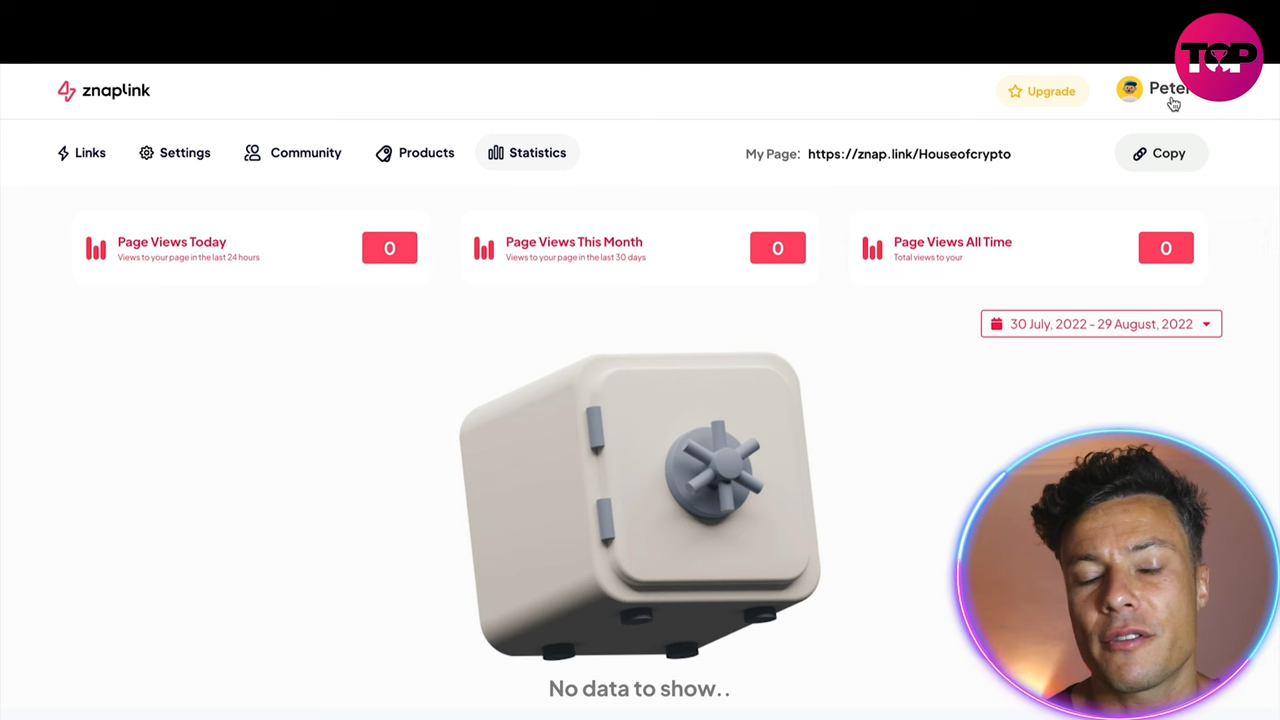 TOP
znaplink
Upgrade
Peter
Links
Settings
Community
Products
Statistics
My Page: https://znap.link/Houseofcrypto
Copy
Page Views Today
Views to your page in the last 24 hours
0
Page Views This Month
Views to your page in the last 30 days
0
Page Views All Time
Total views to your
0
30 July, 2022 - 29 August, 2022
No data to show..